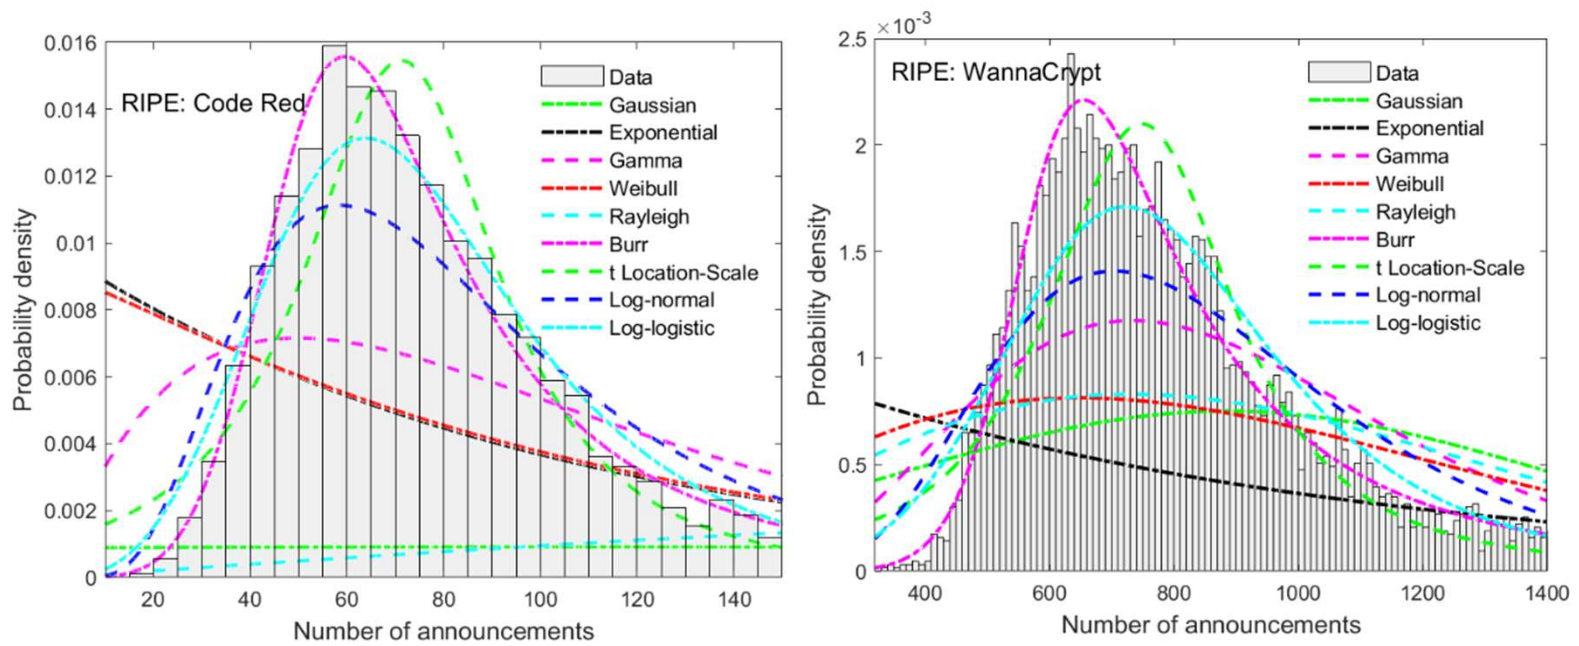 RIPE: Code Red
Probability density
0.016
0.014
0.012
0.01
0.008
0.006
0.004
0.002
0
20 40 60 80 100 120 140
Number of announcements
Data
Gaussian
Exponential
Gamma
Weibull
Rayleigh
Burr
t Location-Scale
Log-normal
Log-logistic
×10⁻³
RIPE: WannaCrypt
Probability density
2.5
2
1.5
1
0.5
0
400 600 800 1000 1200 1400
Number of announcements
Data
Gaussian
Exponential
Gamma
Weibull
Rayleigh
Burr
t Location-Scale
Log-normal
Log-logistic